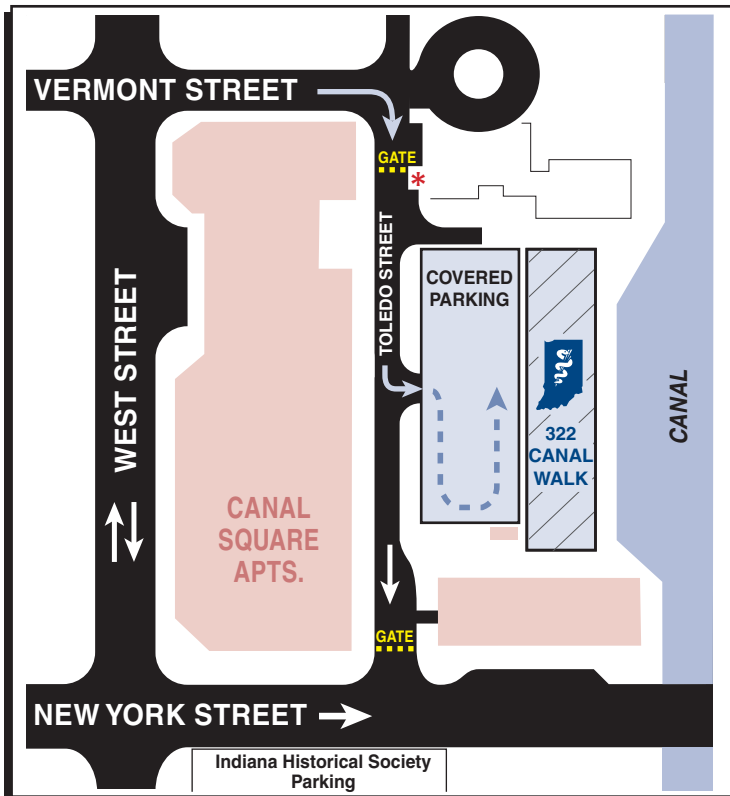 VERMONT STREET
GATE
*
TOLEDO STREET
COVERED
PARKING
WEST STREET
322
CANAL
WALK
CANAL
CANAL
SQUARE
APTS.
GATE
NEW YORK STREET
Indiana Historical Society
Parking